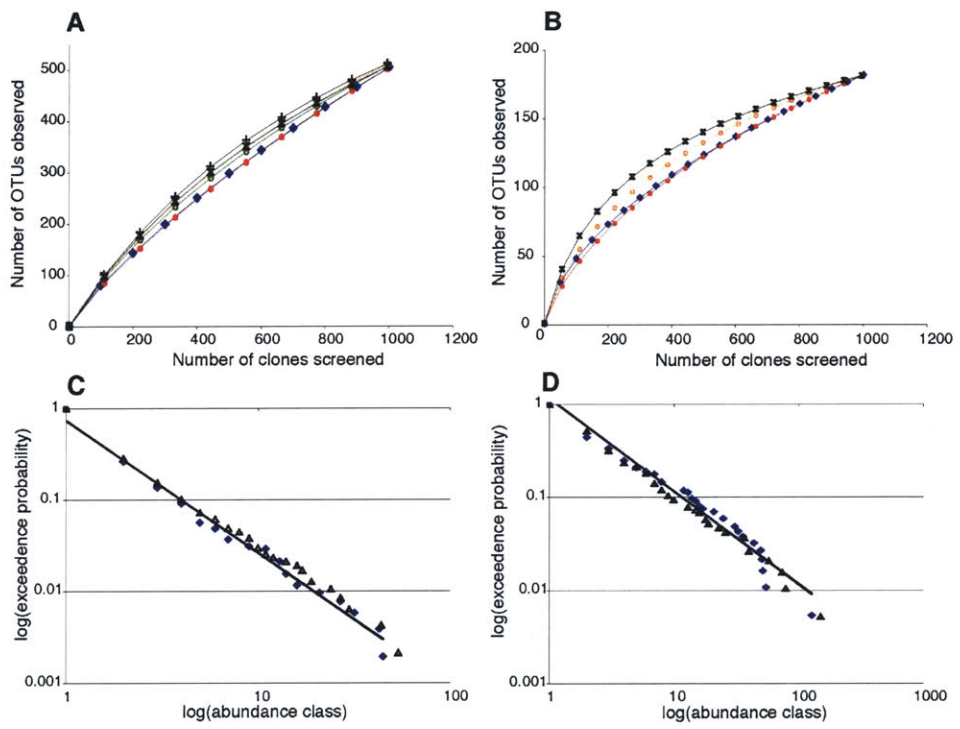 A
B
Number of OTUs observed
500
400
300
200
100
0
0 200 400 600 800 1000 1200
Number of clones screened
Number of OTUs observed
200
150
100
50
0
0 200 400 600 800 1000 1200
Number of clones screened
C
D
log(exceedence probability)
1
0.1
0.01
0.001
1 10 100
log(abundance class)
log(exceedence probability)
1
0.1
0.01
0.001
1 10 100 1000
log(abundance class)